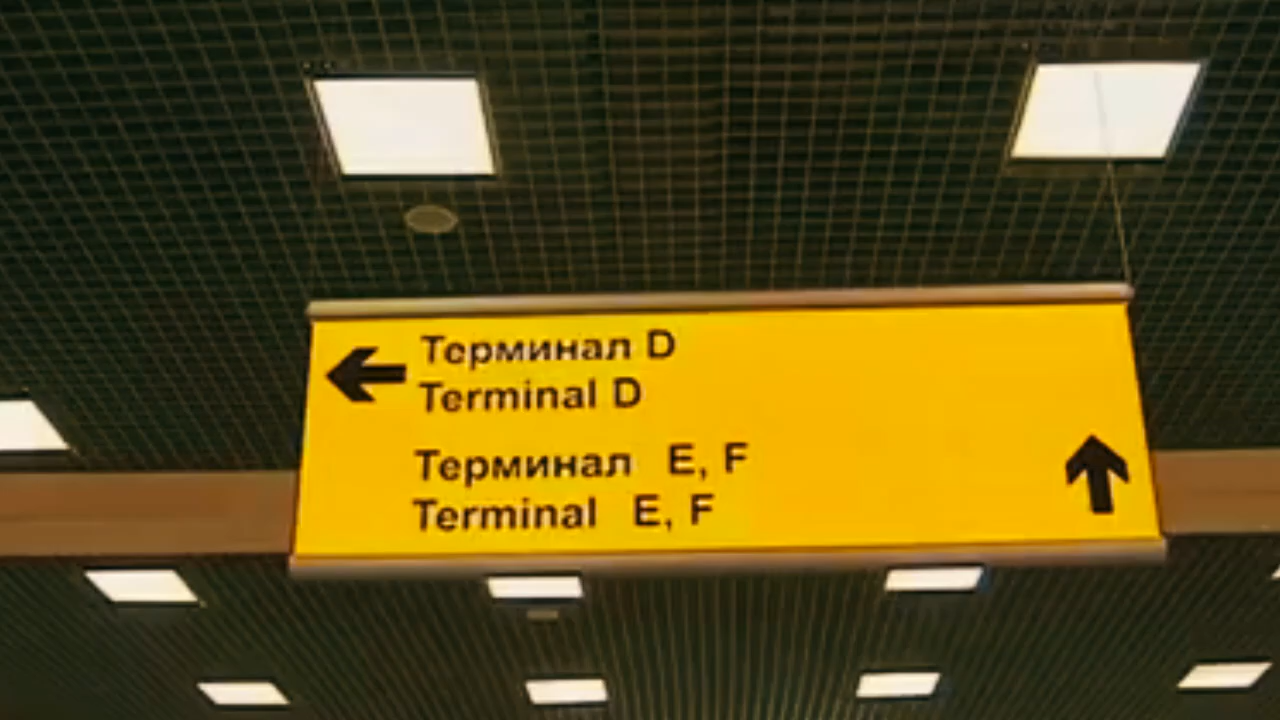 Терминал D
Terminal D
Терминал E, F
Terminal E, F